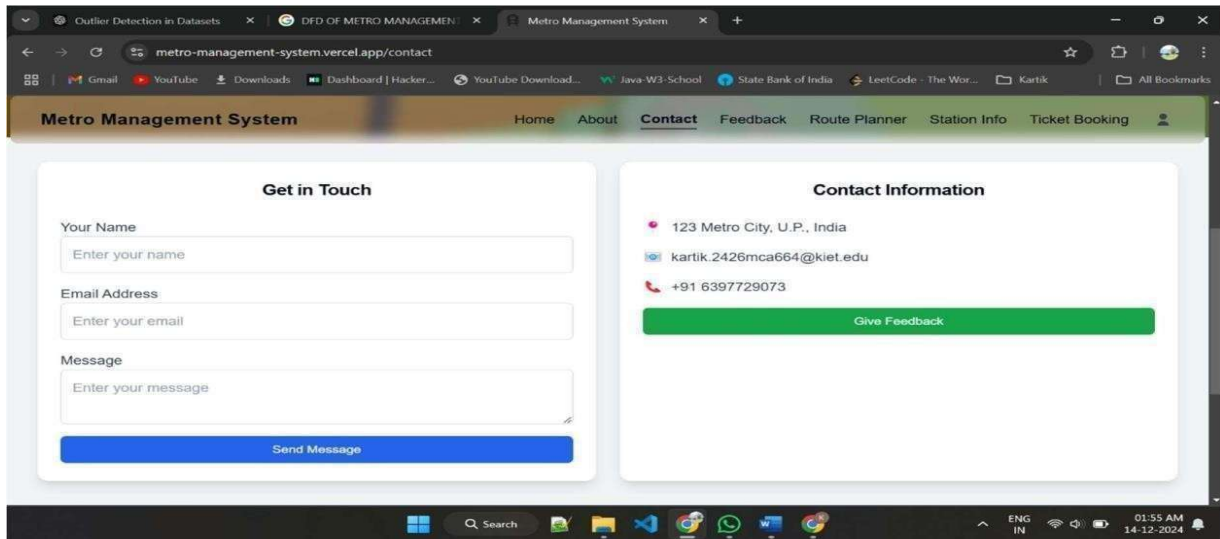 Outlier Detection in Datasets
DFD OF METRO MANAGEMENT
Metro Management System
metro-management-system.vercel.app/contact
Gmail YouTube Downloads Dashboard | Hacker... YouTube Download... Java-W3-School State Bank of India LeetCode - The Wor... Kartik All Bookmarks
Metro Management System Home About Contact Feedback Route Planner Station Info Ticket Booking
Get in Touch
Your Name
Enter your name
Email Address
Enter your email
Message
Enter your message
Send Message
Contact Information
123 Metro City, U.P., India
kartik.2426mca664@kiet.edu
+91 6397729073
Give Feedback
Search
ENG
IN
01:55 AM
14-12-2024